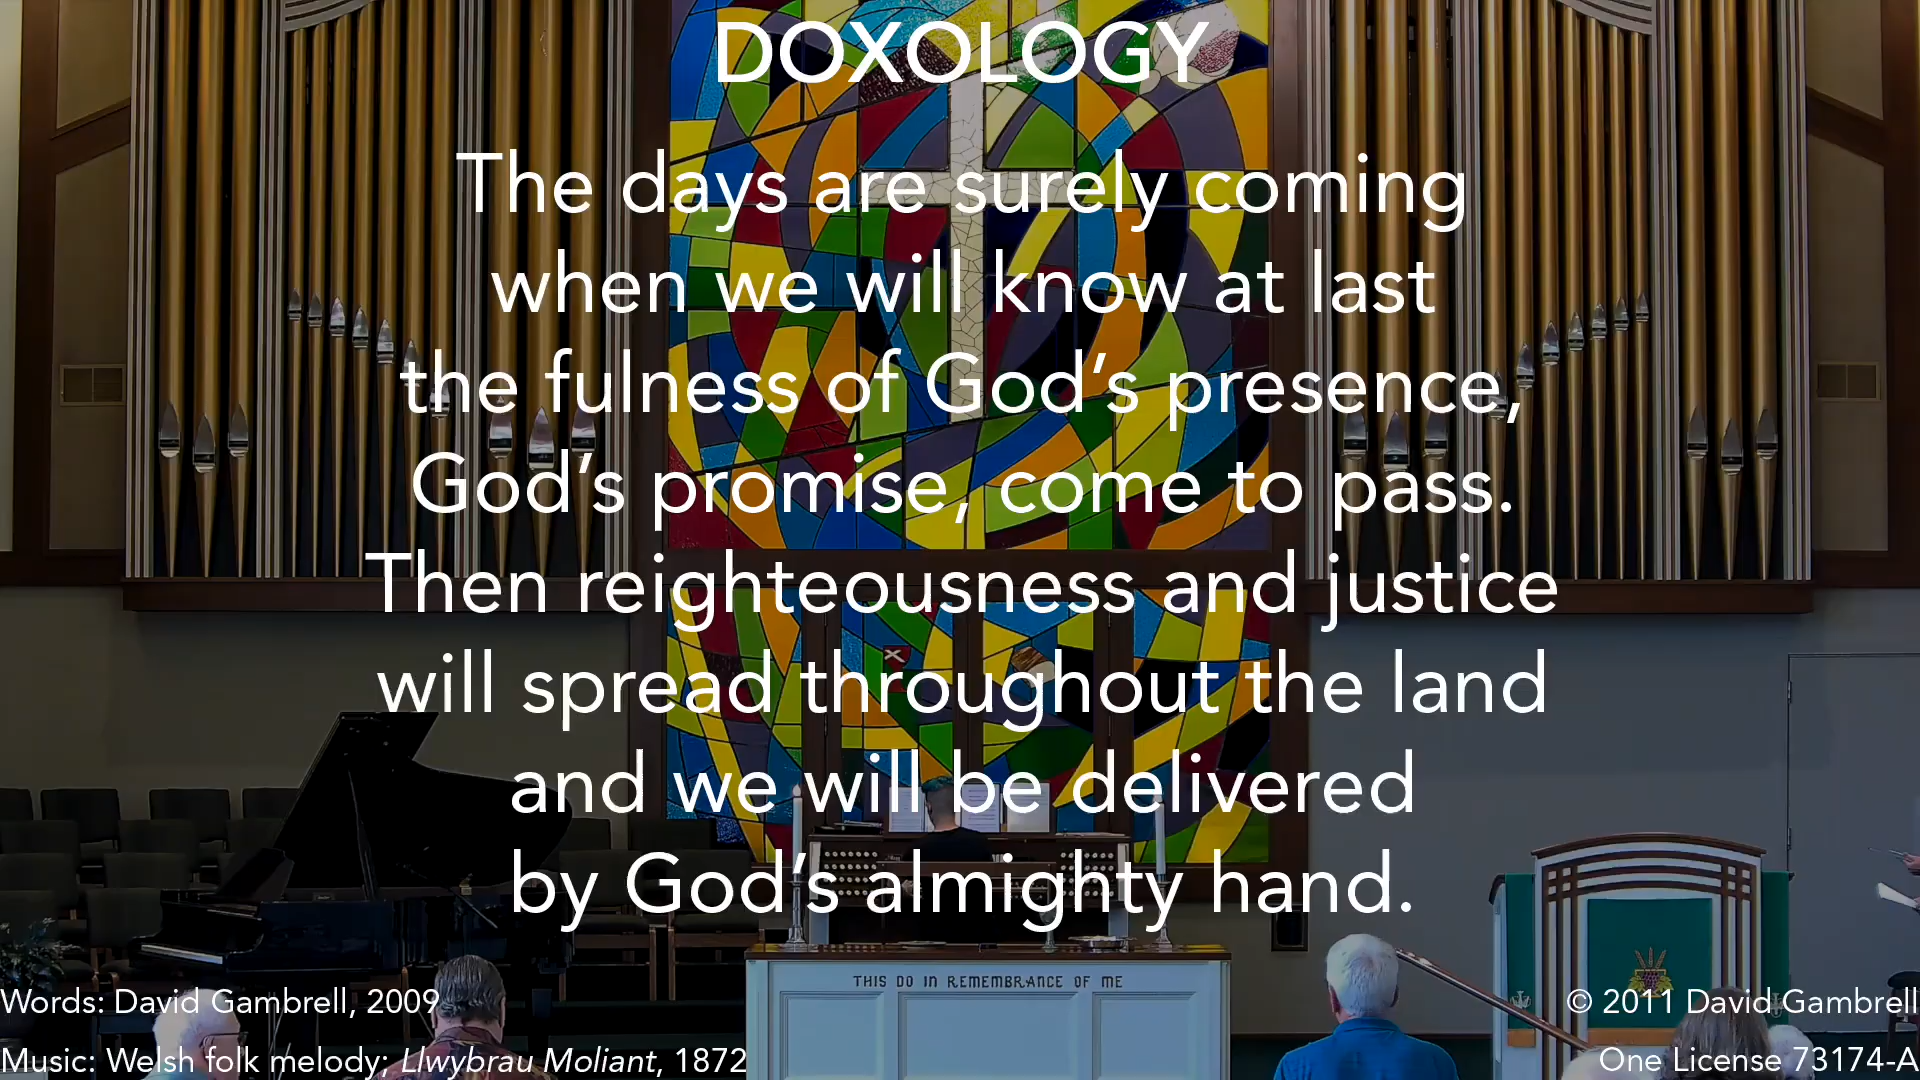 DOXOLOGY
The days are surely coming
when we will know at last
the fulness of God’s presence,
God’s promise, come to pass.
Then reighteousness and justice
will spread throughout the land
and we will be delivered
by God’s almighty hand.
THIS DO IN REMEMBRANCE OF ME
Words: David Gambrell, 2009
Music: Welsh folk melody; Llwybrau Moliant, 1872
© 2011 David Gambrell
One License 73174-A